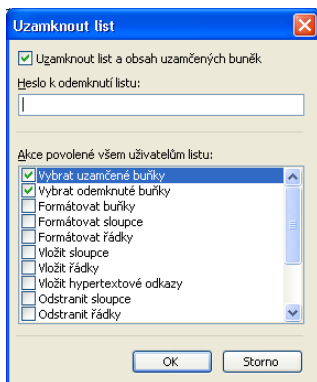 Uzamknout list
Uzamknout list a obsah uzamčených buněk
Heslo k odemknutí listu:
Akce povolené všem uživatelům listu:
Vybrat uzamčené buňky
Vybrat odemknuté buňky
Formátovat buňky
Formátovat sloupce
Formátovat řádky
Vložit sloupce
Vložit řádky
Vložit hypertextové odkazy
Odstranit sloupce
Odstranit řádky
OK Storno